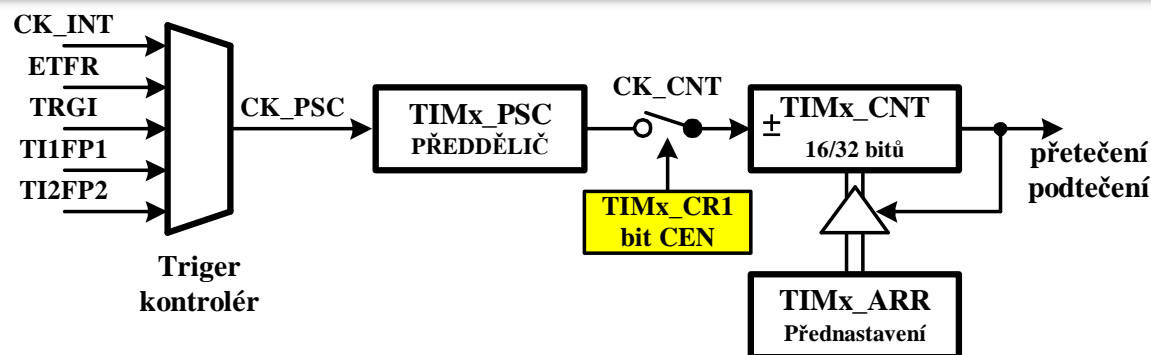 CK_INT
ETFR
TRGI
TI1FP1
TI2FP2
Triger
kontrolér
CK_PSC
TIMx_PSC
PŘEDDĚLIČ
CK_CNT
TIMx_CR1
bit CEN
± TIMx_CNT
16/32 bitů
přetečení
podtečení
TIMx_ARR
Přednastavení